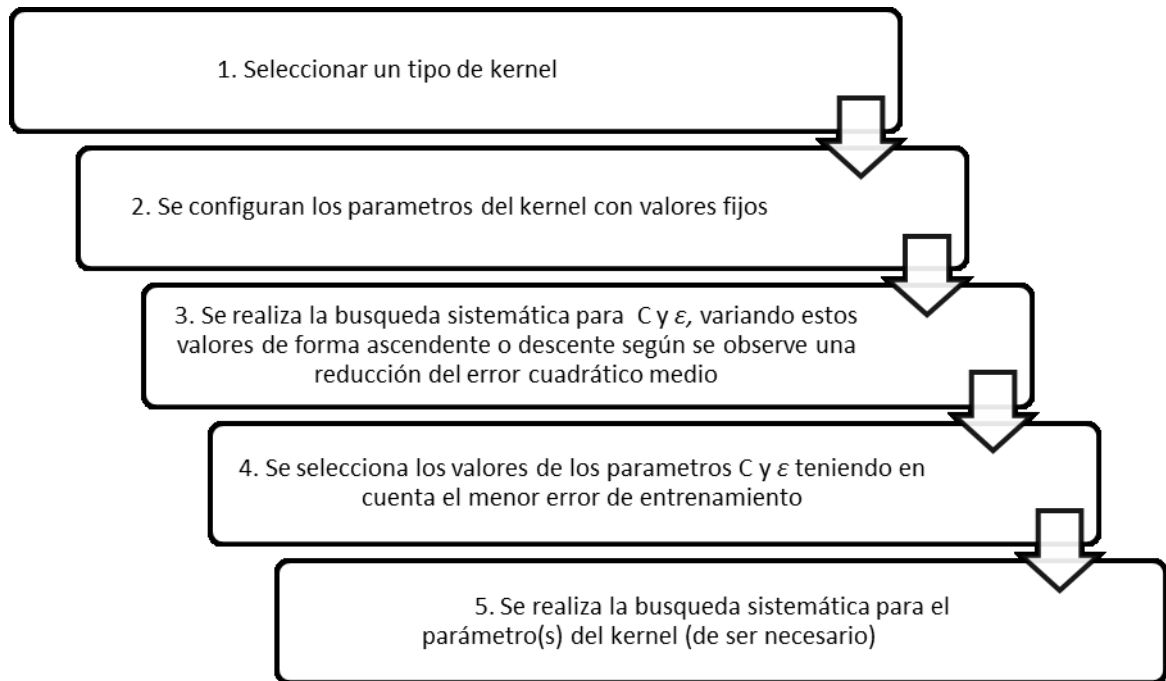 1. Seleccionar un tipo de kernel
2. Se configuran los parametros del kernel con valores fijos
3. Se realiza la busqueda sistemática para C y ε, variando estos
valores de forma ascendente o descente según se observe una
reducción del error cuadrático medio
4. Se selecciona los valores de los parametros C y ε teniendo en
cuenta el menor error de entrenamiento
5. Se realiza la busqueda sistemática para el
parámetro(s) del kernel (de ser necesario)